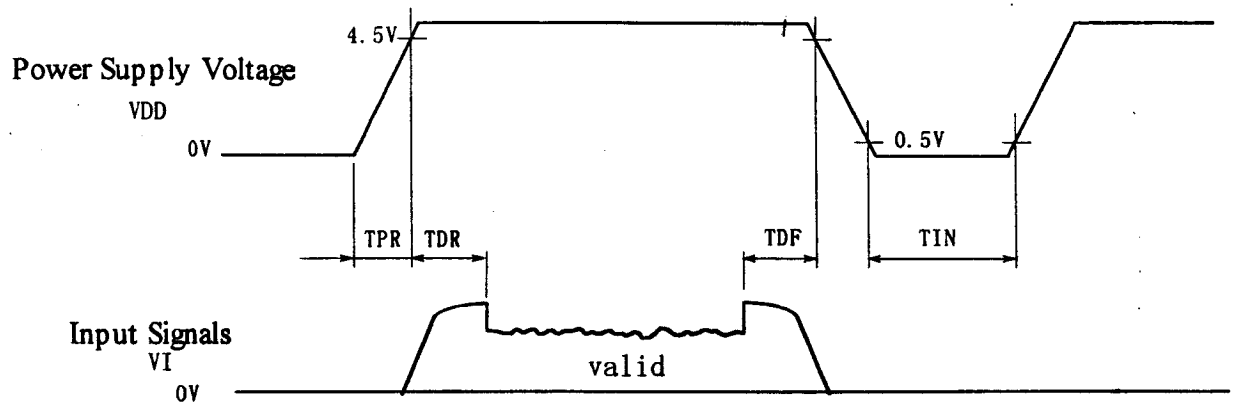 4.5V
Power Supply Voltage
VDD
0V
0.5V
TPR
TDR
TDF
TIN
Input Signals
VI
0V
valid